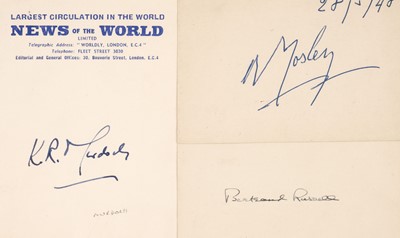 LARGEST CIRCULATION IN THE WORLD
NEWS OF THE WORLD
LIMITED
Telegraphic Address: "WORLDLY, LONDON, E.C.4"
Telephone: FLEET STREET 3030
Editorial and General Offices: 30, Bouverie Street, London, E.C.4
K.R. Murdoch
28/5/48
Mosley
Bertrand Russell